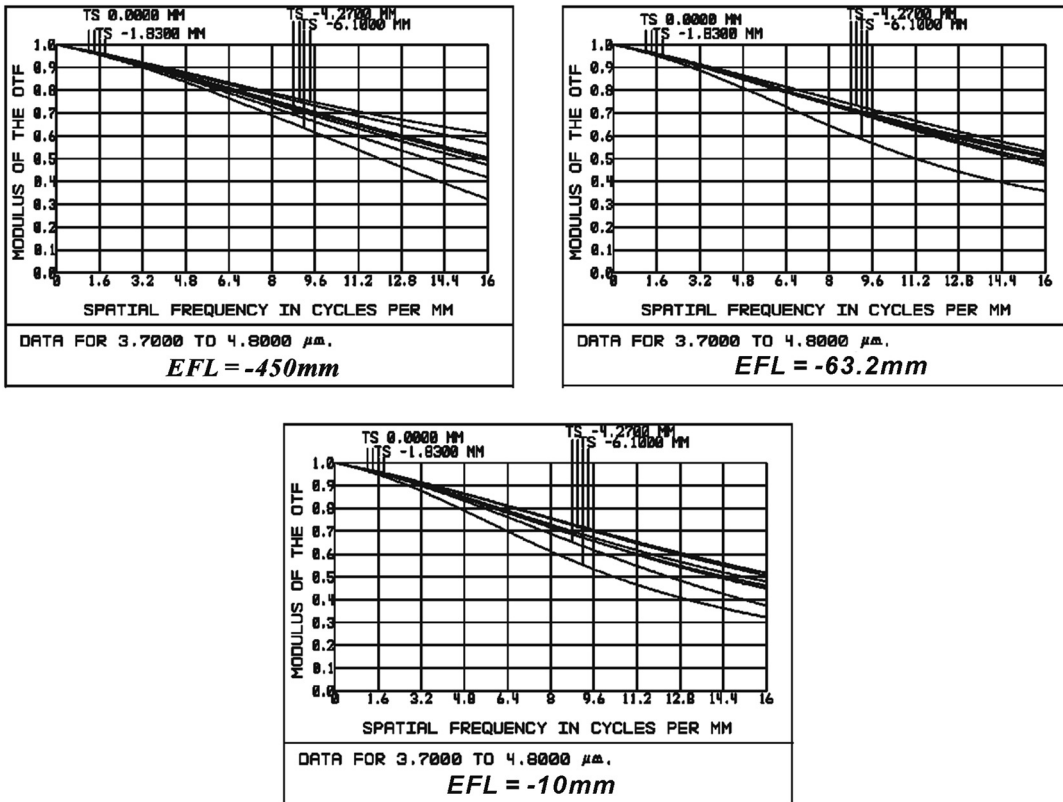 TS 0.0000 MM
TS -1.8300 MM
TS -4.2700 MM
TS -6.1000 MM
MODULUS OF THE OTF
1.0
0.9
0.8
0.7
0.6
0.5
0.4
0.3
0.2
0.1
0.0
0 1.6 3.2 4.8 6.4 8 9.6 11.2 12.8 14.4 16
SPATIAL FREQUENCY IN CYCLES PER MM
DATA FOR 3.7000 TO 4.8000 µm.
EFL = -450mm
TS 0.0000 MM
TS -1.8300 MM
TS -4.2700 MM
TS -6.1000 MM
MODULUS OF THE OTF
1.0
0.9
0.8
0.7
0.6
0.5
0.4
0.3
0.2
0.1
0.0
0 1.6 3.2 4.8 6.4 8 9.6 11.2 12.8 14.4 16
SPATIAL FREQUENCY IN CYCLES PER MM
DATA FOR 3.7000 TO 4.8000 µm.
EFL = -63.2mm
TS 0.0000 MM
TS -1.8300 MM
TS -4.2700 MM
TS -6.1000 MM
MODULUS OF THE OTF
1.0
0.9
0.8
0.7
0.6
0.5
0.4
0.3
0.2
0.1
0.0
0 1.6 3.2 4.8 6.4 8 9.6 11.2 12.8 14.4 16
SPATIAL FREQUENCY IN CYCLES PER MM
DATA FOR 3.7000 TO 4.8000 µm.
EFL = -10mm